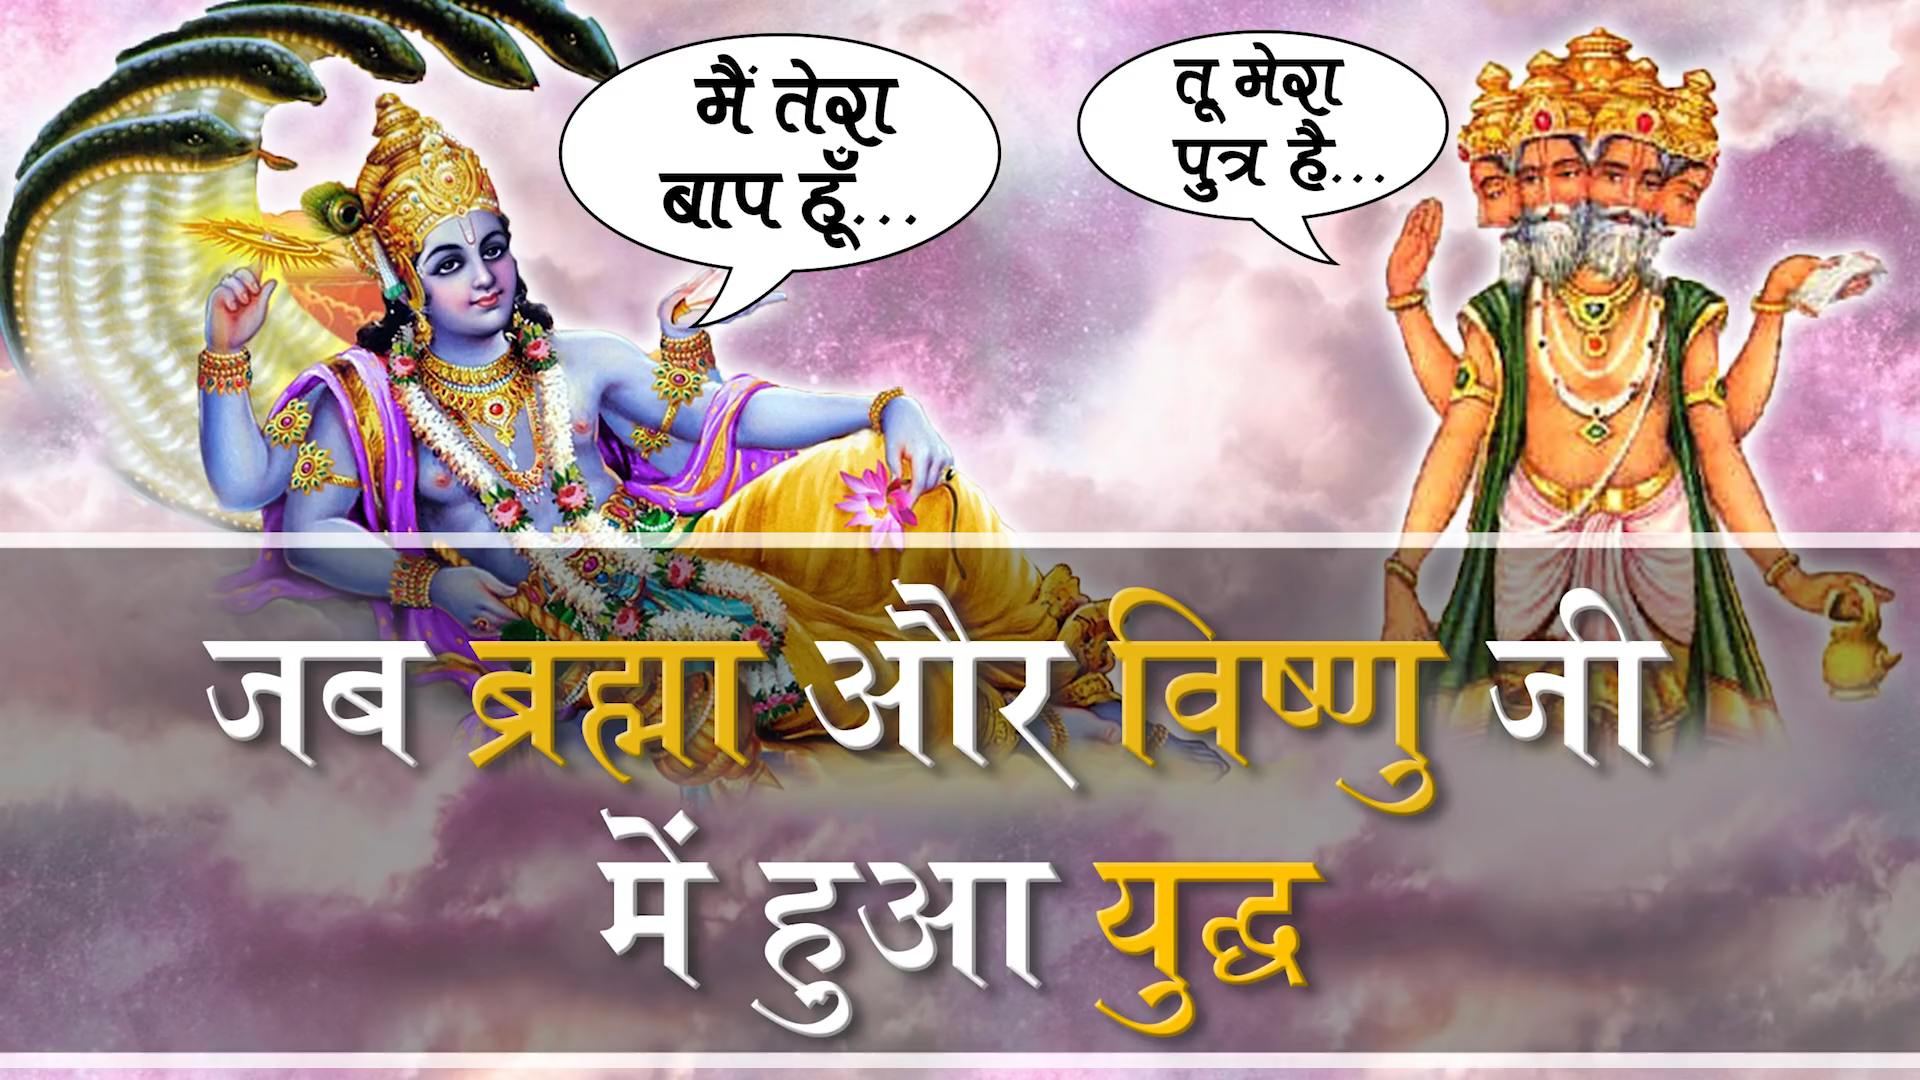 मैं तेरा
बाप हूँ...
तू मेरा
पुत्र है...
जब ब्रह्मा और विष्णु जी
में हुआ युद्ध